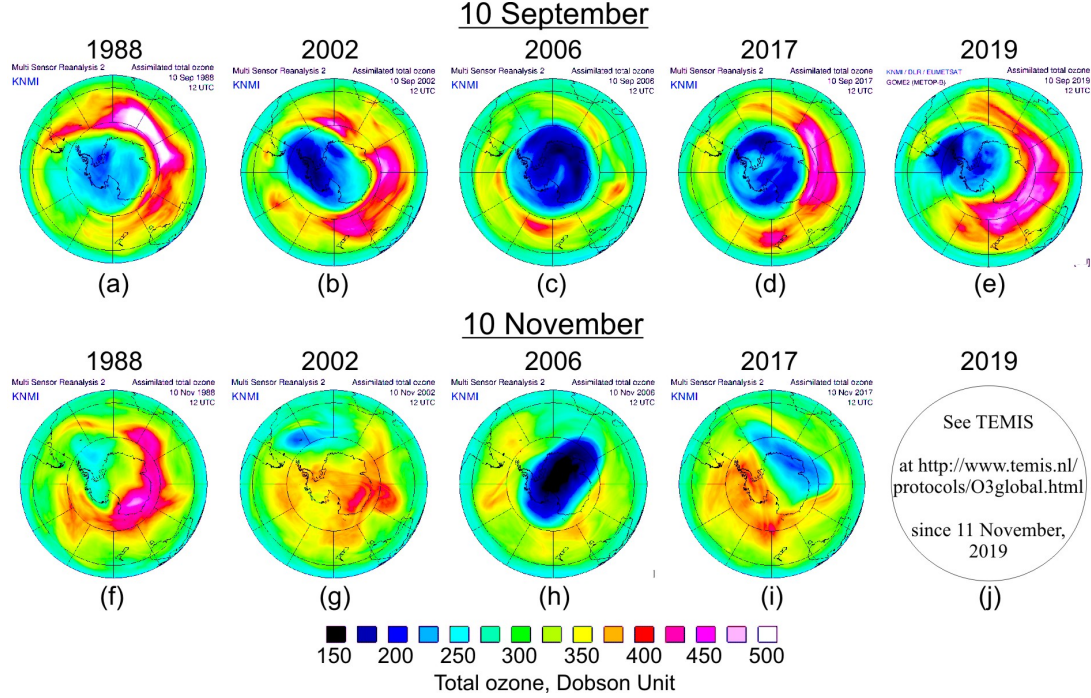 10 September
1988 2002 2006 2017 2019
Multi Sensor Reanalysis 2 Assimilated total ozone
KNMI 10 Sep 1988
12 UTC
Multi Sensor Reanalysis 2 Assimilated total ozone
KNMI 10 Sep 2002
12 UTC
Multi Sensor Reanalysis 2 Assimilated total ozone
KNMI 10 Sep 2006
12 UTC
Multi Sensor Reanalysis 2 Assimilated total ozone
KNMI 10 Sep 2017
12 UTC
KNMI / DLR / EUMETSAT Assimilated total ozone
GOME2 (METOP-B) 10 Sep 2019
12 UTC
(a) (b) (c) (d) (e)
10 November
1988 2002 2006 2017 2019
Multi Sensor Reanalysis 2 Assimilated total ozone
KNMI 10 Nov 1988
12 UTC
Multi Sensor Reanalysis 2 Assimilated total ozone
KNMI 10 Nov 2002
12 UTC
Multi Sensor Reanalysis 2 Assimilated total ozone
KNMI 10 Nov 2006
12 UTC
Multi Sensor Reanalysis 2 Assimilated total ozone
KNMI 10 Nov 2017
12 UTC
See TEMIS
at http://www.temis.nl/
protocols/O3global.html
since 11 November,
2019
(f) (g) (h) (i) (j)
150 200 250 300 350 400 450 500
Total ozone, Dobson Unit